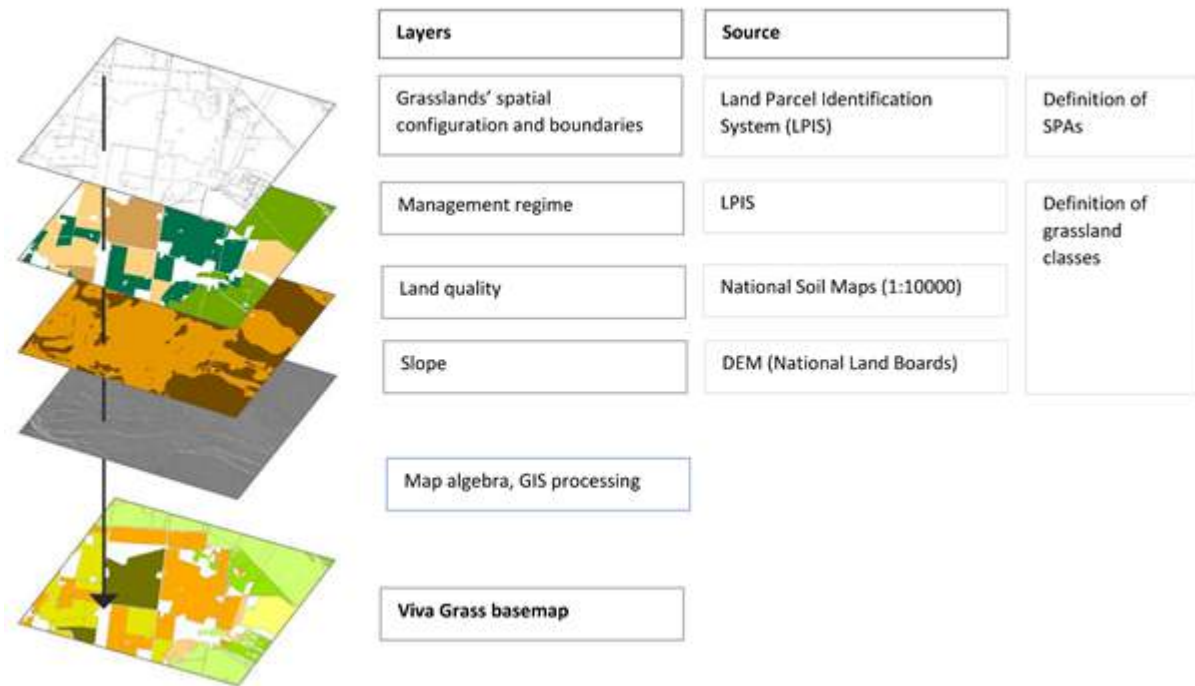 Layers
Source
Grasslands' spatial
configuration and boundaries
Land Parcel Identification
System (LPIS)
Definition of
SPAs
Management regime
LPIS
Definition of
grassland
classes
Land quality
National Soil Maps (1:10000)
Slope
DEM (National Land Boards)
Map algebra, GIS processing
Viva Grass basemap